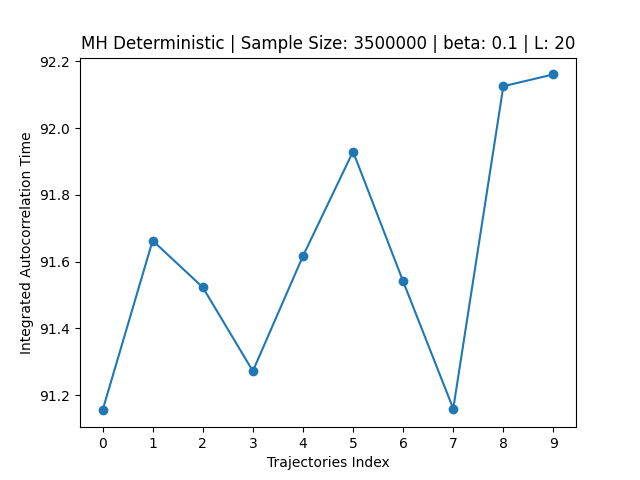 MH Deterministic | Sample Size: 3500000 | beta: 0.1 | L: 20
Integrated Autocorrelation Time
92.2
92.0
91.8
91.6
91.4
91.2
0 1 2 3 4 5 6 7 8 9
Trajectories Index